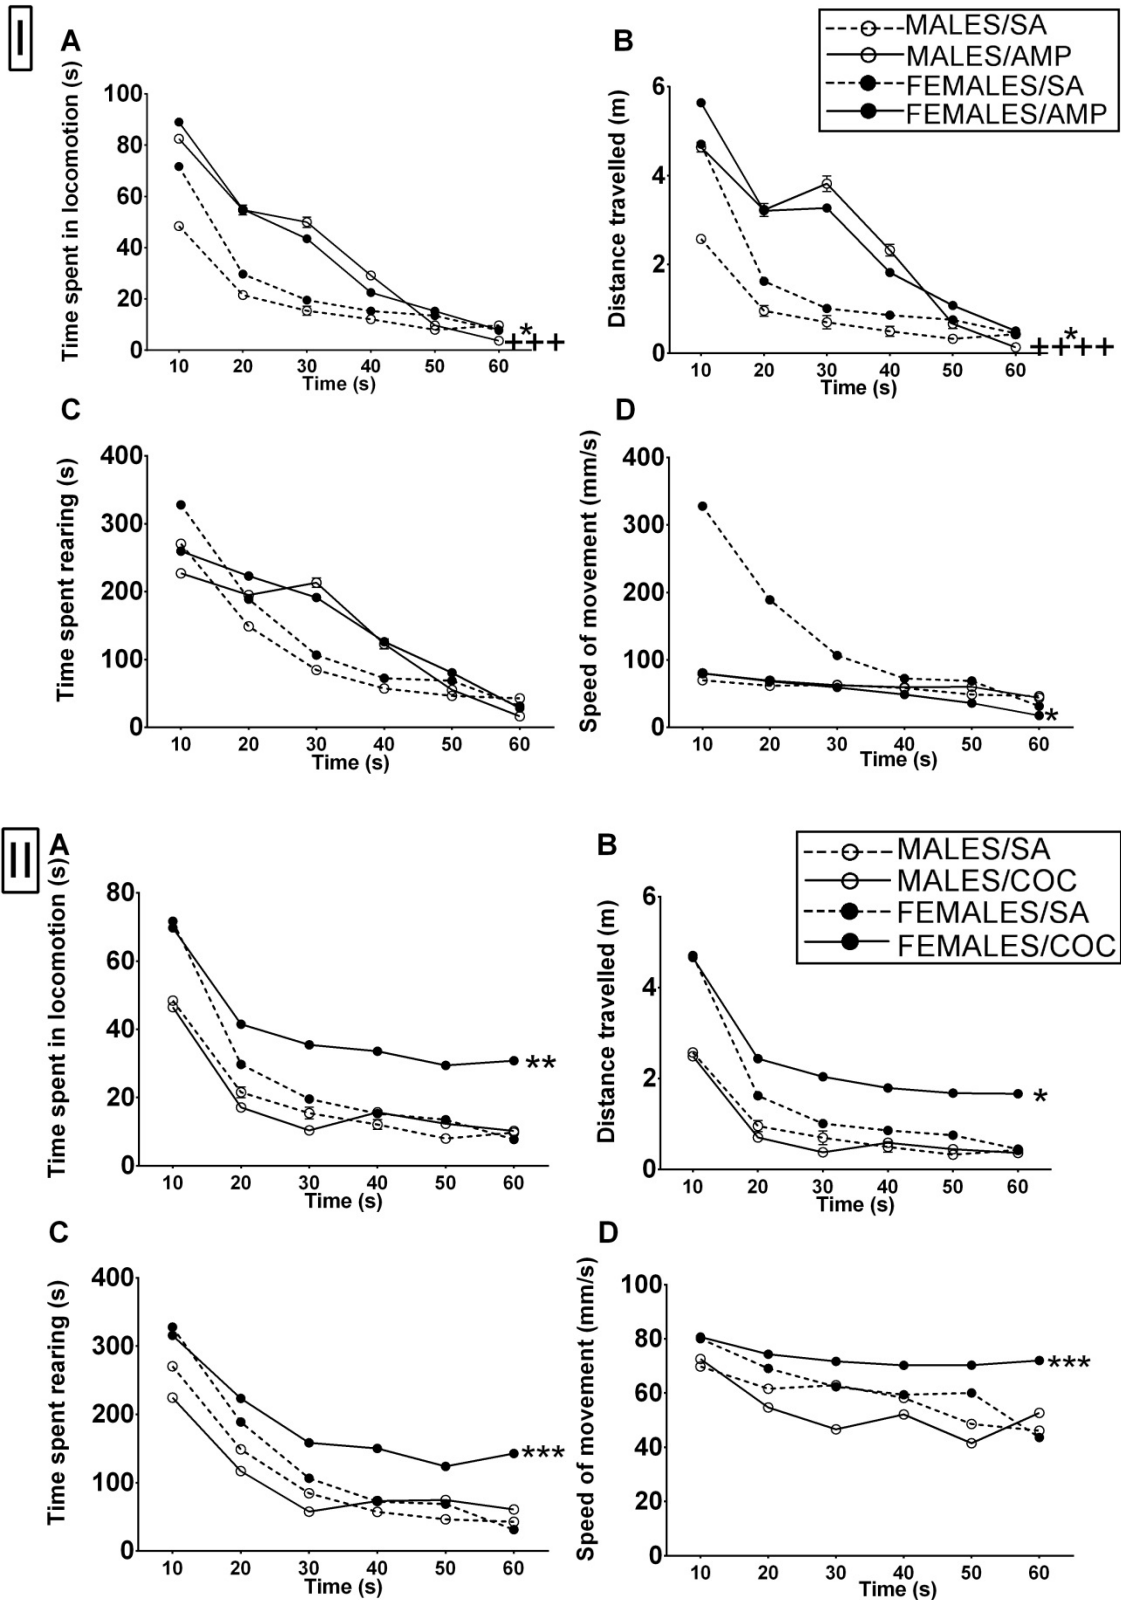 I
A
B
MALES/SA
MALES/AMP
FEMALES/SA
FEMALES/AMP
Time spent in locomotion (s)
100
80
60
40
20
0
10 20 30 40 50 60
Time (s)
*
+++
Distance travelled (m)
6
4
2
0
10 20 30 40 50 60
Time (s)
*
++++
C
D
Time spent rearing (s)
400
300
200
100
0
10 20 30 40 50 60
Time (s)
Speed of movement (mm/s)
400
300
200
100
0
10 20 30 40 50 60
Time (s)
*
II
A
B
MALES/SA
MALES/COC
FEMALES/SA
FEMALES/COC
Time spent in locomotion (s)
80
60
40
20
0
10 20 30 40 50 60
Time (s)
**
Distance travelled (m)
6
4
2
0
10 20 30 40 50 60
Time (s)
*
C
D
Time spent rearing (s)
400
300
200
100
0
10 20 30 40 50 60
Time (s)
***
Speed of movement (mm/s)
100
80
60
40
20
0
10 20 30 40 50 60
Time (s)
***